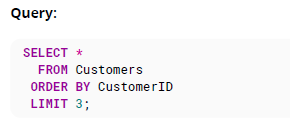 Query:
SELECT *
FROM Customers
ORDER BY CustomerID
LIMIT 3;